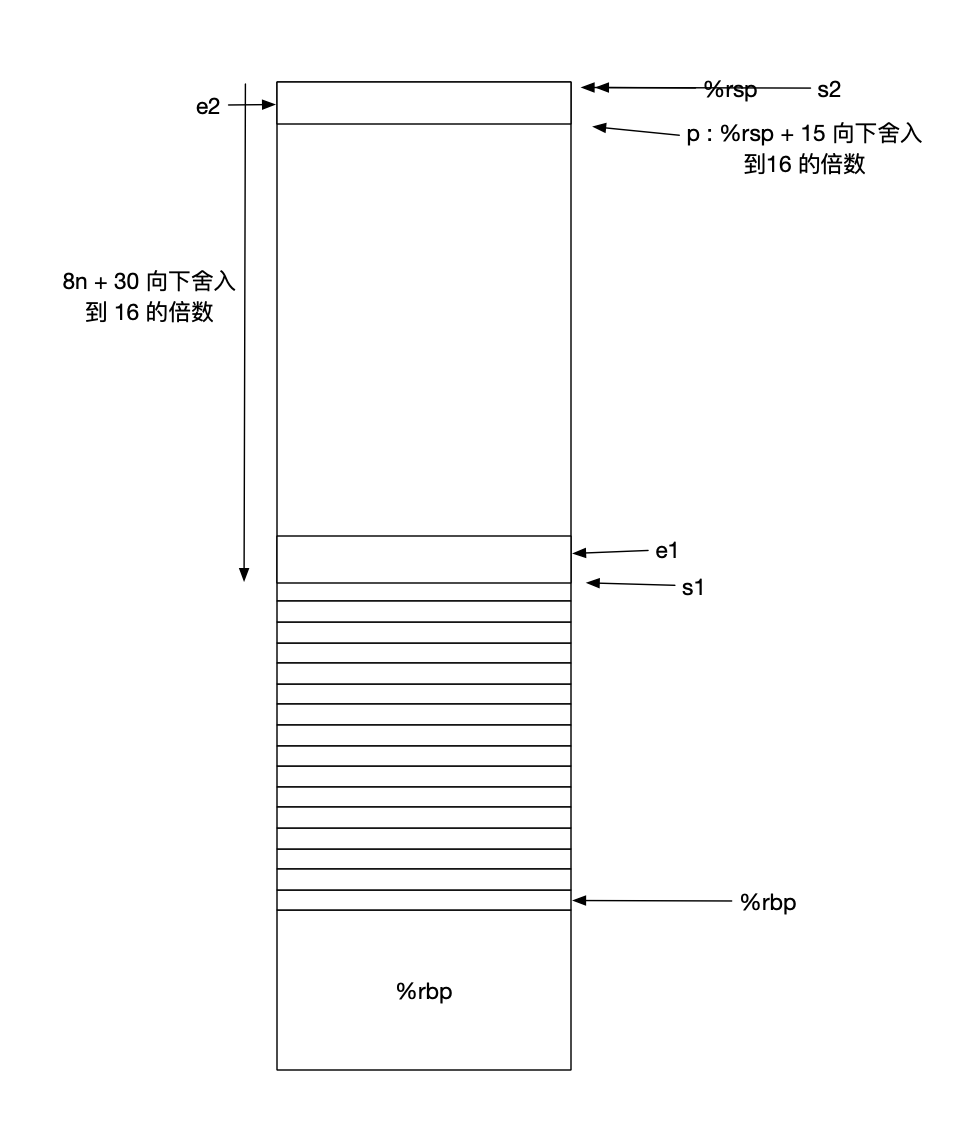 %rsp
s2
e2
p : %rsp + 15 向下舍入
到16 的倍数
8n + 30 向下舍入
到 16 的倍数
e1
s1
%rbp
%rbp